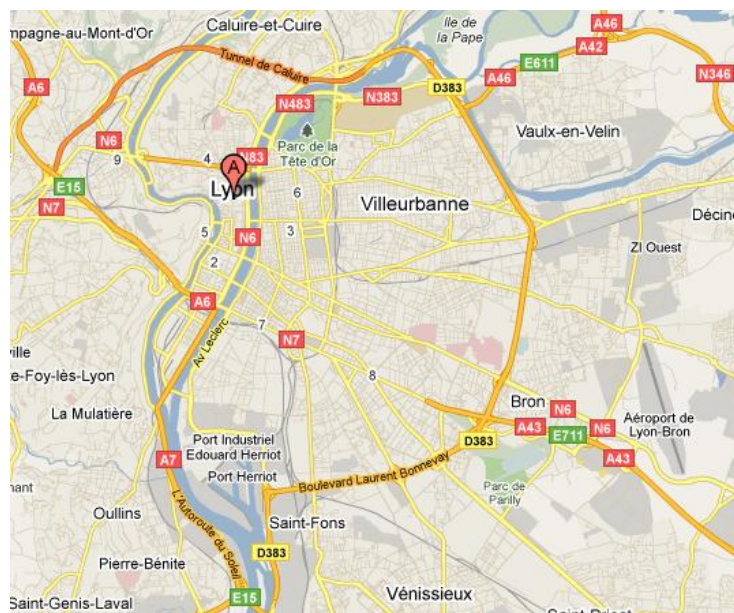 Caluire-et-Cuire
Ile de
la Pape
A46
A42
mpagne-au-Mont-d'Or
Tunnel de Caluire
E611
A46
N346
A6
D383
N383
N483
Vaulx-en-Velin
N6
9
4
N83
Parc de la
Tête d'Or
A
E15
Lyon
6
Villeurbanne
N7
Décine
5
N6
3
ZI Ouest
2
A6
Av Leclerc
7
N7
ville
e-Foy-lès-Lyon
8
La Mulatière
Bron
N6
A43
N6
Aéroport de
Lyon-Bron
E711
D383
A43
Port Industriel
Edouard Herriot
A7
Port Herriot
Boulevard Laurent Bonnevay
Parc de
Parilly
nant
L'Autoroute du Soleil
Oullins
Saint-Fons
D383
Pierre-Bénite
E15
Vénissieux
Saint-Genis-Laval